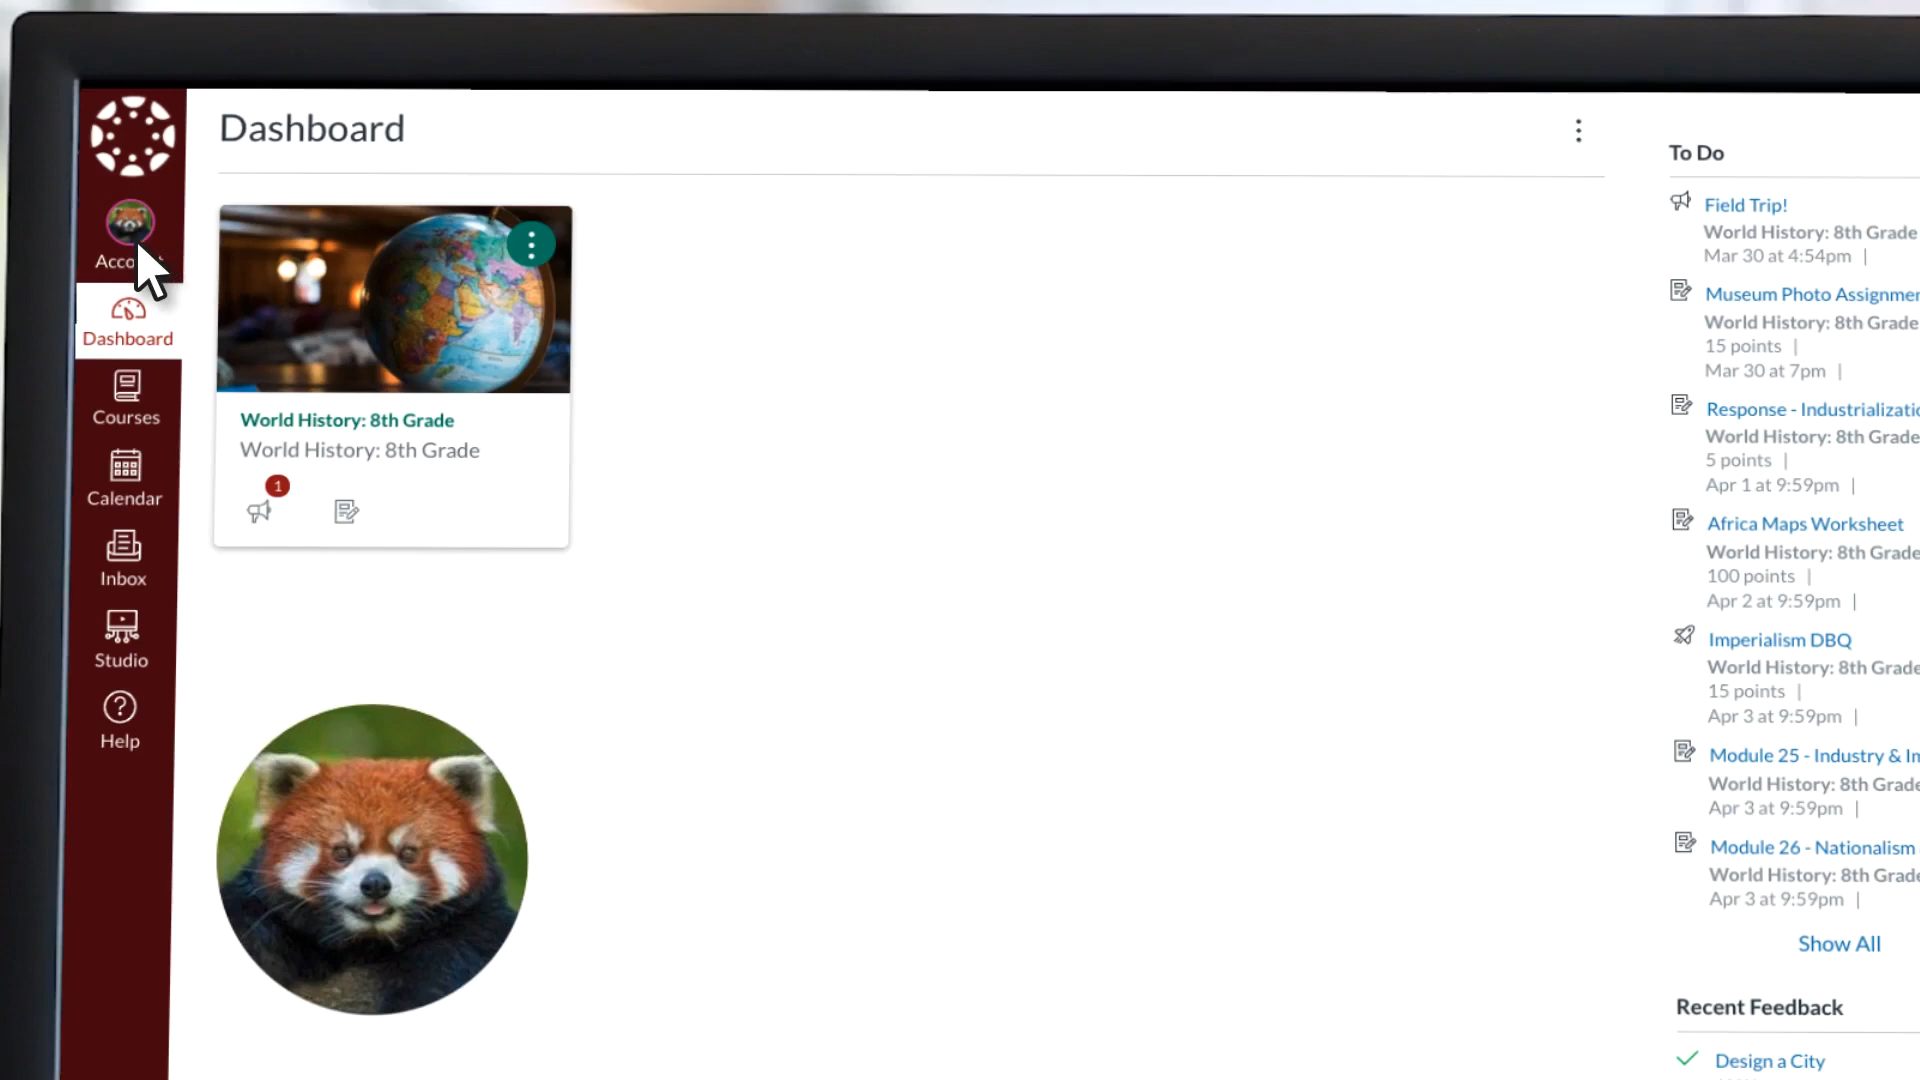 Dashboard
Account
Dashboard
Courses
Calendar
Inbox
Studio
Help
World History: 8th Grade
World History: 8th Grade
1
To Do
Field Trip!
World History: 8th Grade
Mar 30 at 4:54pm |
Museum Photo
World History: 8th Grade
15 points |
Mar 30 at 7pm |
Response -
World History: 8th Grade
5 points |
Apr 1 at 9:59pm |
Africa Maps Worksheet
World History: 8th Grade
100 points |
Apr 2 at 9:59pm |
Imperialism DBQ
World History: 8th Grade
15 points |
Apr 3 at 9:59pm |
Module 25 - Industry &
World History: 8th Grade
Apr 3 at 9:59pm |
Module 26 - Nationalism
World History: 8th Grade
Apr 3 at 9:59pm |
Show All
Recent Feedback
Design a City